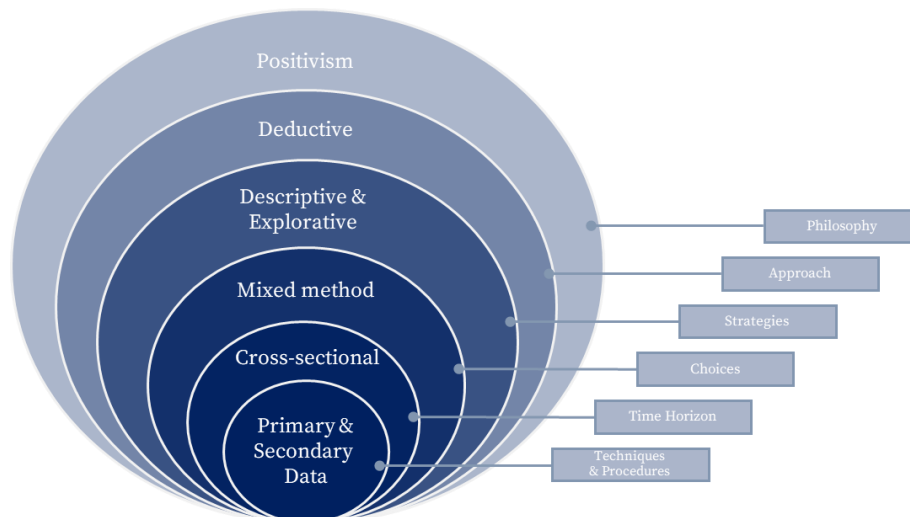 Positivism
Deductive
Descriptive &
Explorative
Mixed method
Cross-sectional
Primary &
Secondary
Data
Philosophy
Approach
Strategies
Choices
Time Horizon
Techniques
& Procedures